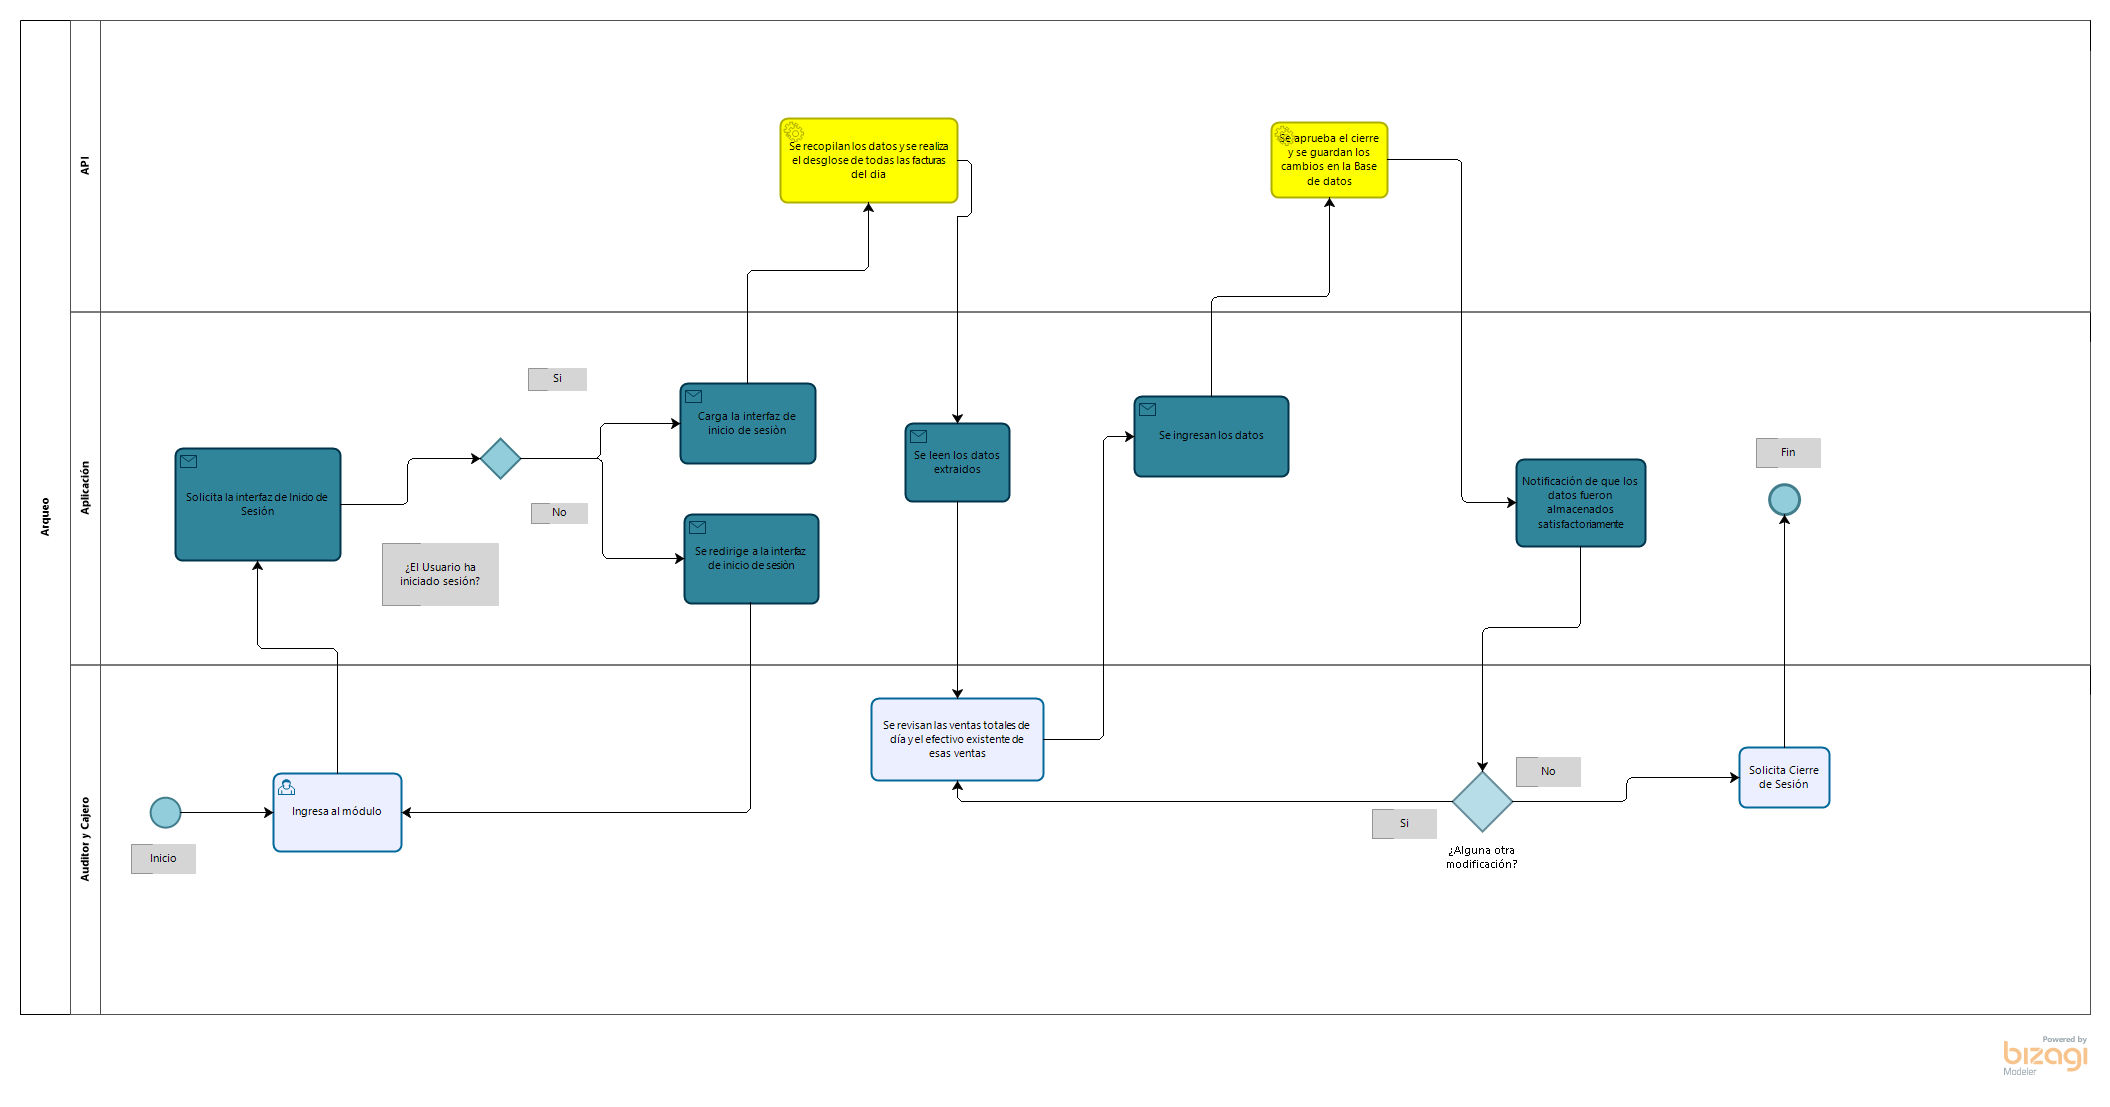 Arqueo
API
Se recopilan los datos y se realiza
el desglose de todas las facturas
del dia
Se aprueba el cierre
y se guardan los
cambios en la Base
de datos
Aplicación
Solicita la interfaz de Inicio de
Sesión
¿El Usuario ha
iniciado sesión?
Si
No
Carga la interfaz de
inicio de sesiòn
Se redirige a la interfaz
de inicio de sesión
Se leen los datos
extraidos
Se ingresan los datos
Notificación de que los
datos fueron
almacenados
satisfactoriamente
Fin
Auditor y Cajero
Inicio
Ingresa al módulo
Se revisan las ventas totales de
día y el efectivo existente de
esas ventas
Si
¿Alguna otra
modificación?
No
Solicita Cierre
de Sesión
Powered by
bizagi
Modeler